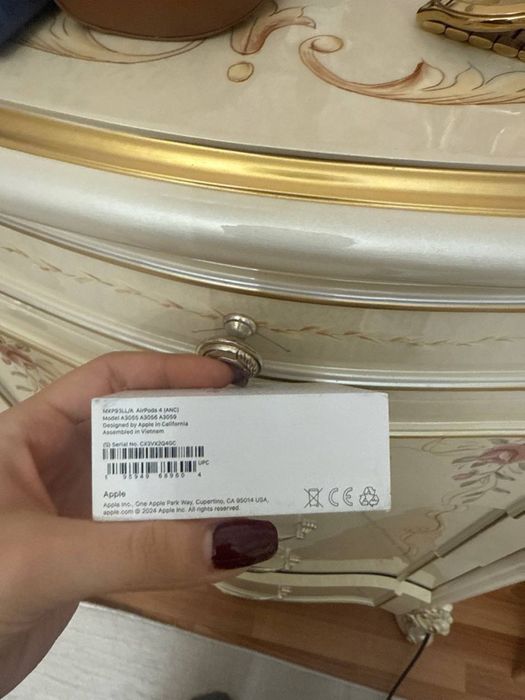 MXP93LL/A AirPods 4 (ANC)
Model A3055 A3056 A3059
Designed by Apple in California
Assembled in Vietnam
(S) Serial No. CX3VX2Q4GC
UPC
1 95949 68960 4
Apple
Apple Inc., One Apple Park Way, Cupertino, CA 95014 USA,
apple.com © 2024 Apple Inc. All rights reserved.
CE